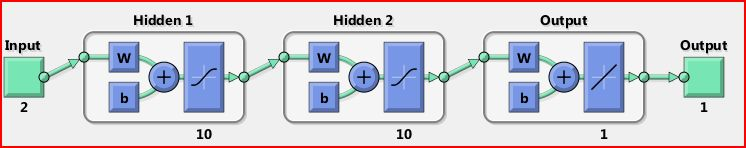 Hidden 1 Hidden 2 Output
Input Output
W W W
+ + +
b b b
2 1
10 10 1